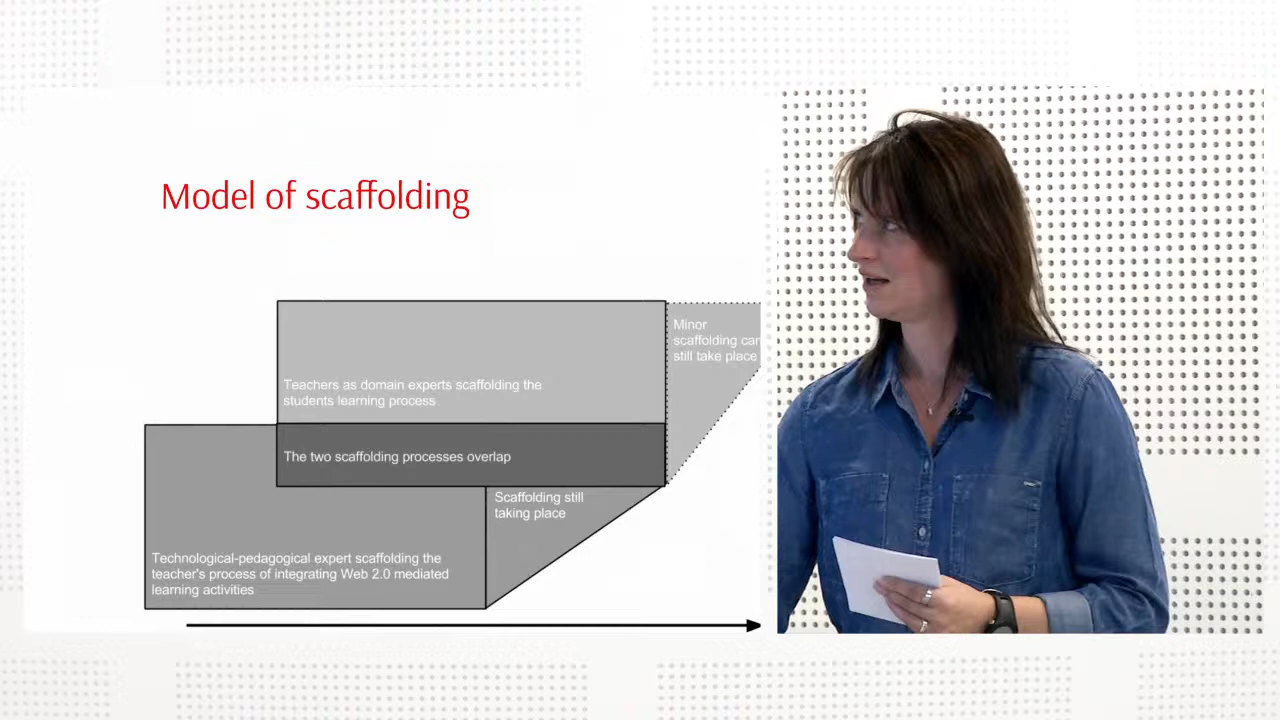 Model of scaffolding
Minor
scaffolding can
still take place
Teachers as domain experts scaffolding the
students learning process
The two scaffolding processes overlap
Scaffolding still
taking place
Technological-pedagogical expert scaffolding the
teacher's process of integrating Web 2.0 mediated
learning activities